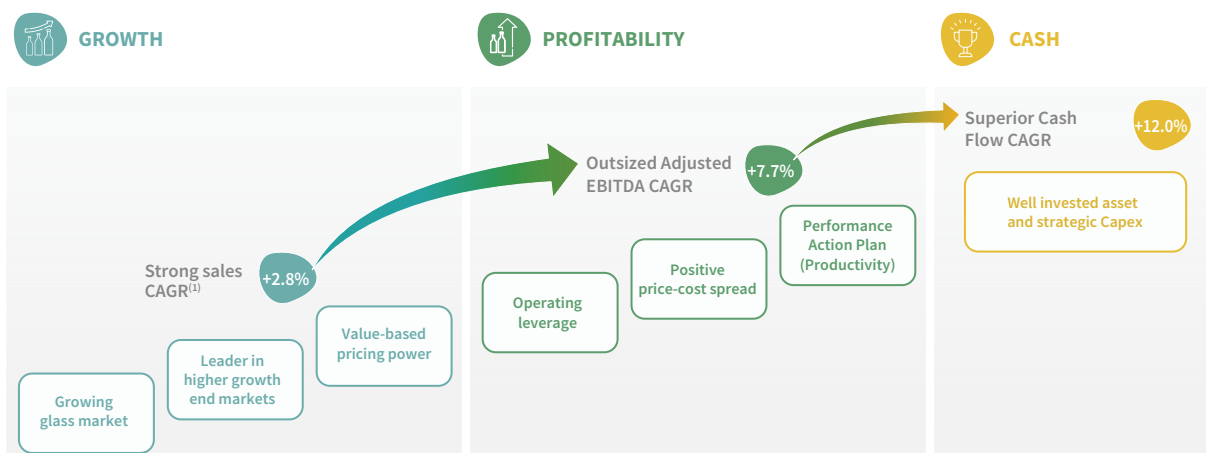 GROWTH
Strong sales
CAGR(1)
+2.8%
Growing
glass market
Leader in
higher growth
end markets
Value-based
pricing power
PROFITABILITY
Outsized Adjusted
EBITDA CAGR
+7.7%
Operating
leverage
Positive
price-cost spread
Performance
Action Plan
(Productivity)
CASH
Superior Cash
Flow CAGR
+12.0%
Well invested asset
and strategic Capex